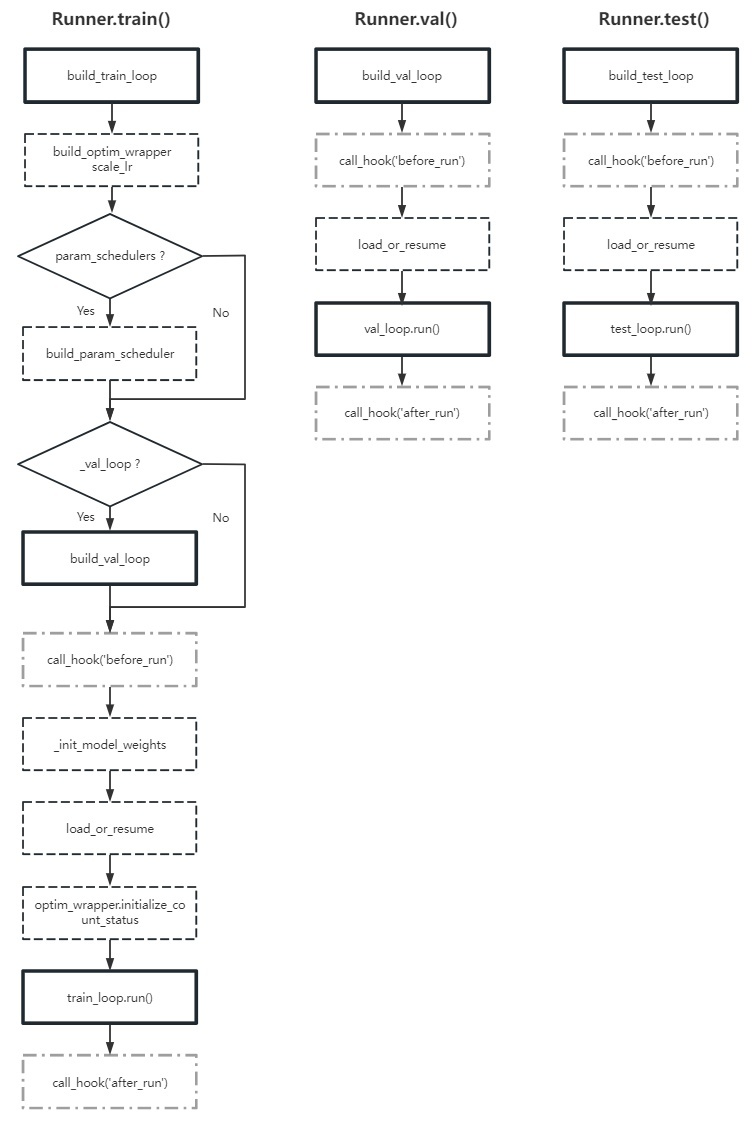 Runner.train()
build_train_loop
build_optim_wrapper
scale_lr
param_schedulers ?
Yes
No
build_param_scheduler
_val_loop ?
Yes
No
build_val_loop
call_hook('before_run')
_init_model_weights
load_or_resume
optim_wrapper.initialize_co
unt_status
train_loop.run()
call_hook('after_run')
Runner.val()
build_val_loop
call_hook('before_run')
load_or_resume
val_loop.run()
call_hook('after_run')
Runner.test()
build_test_loop
call_hook('before_run')
load_or_resume
test_loop.run()
call_hook('after_run')